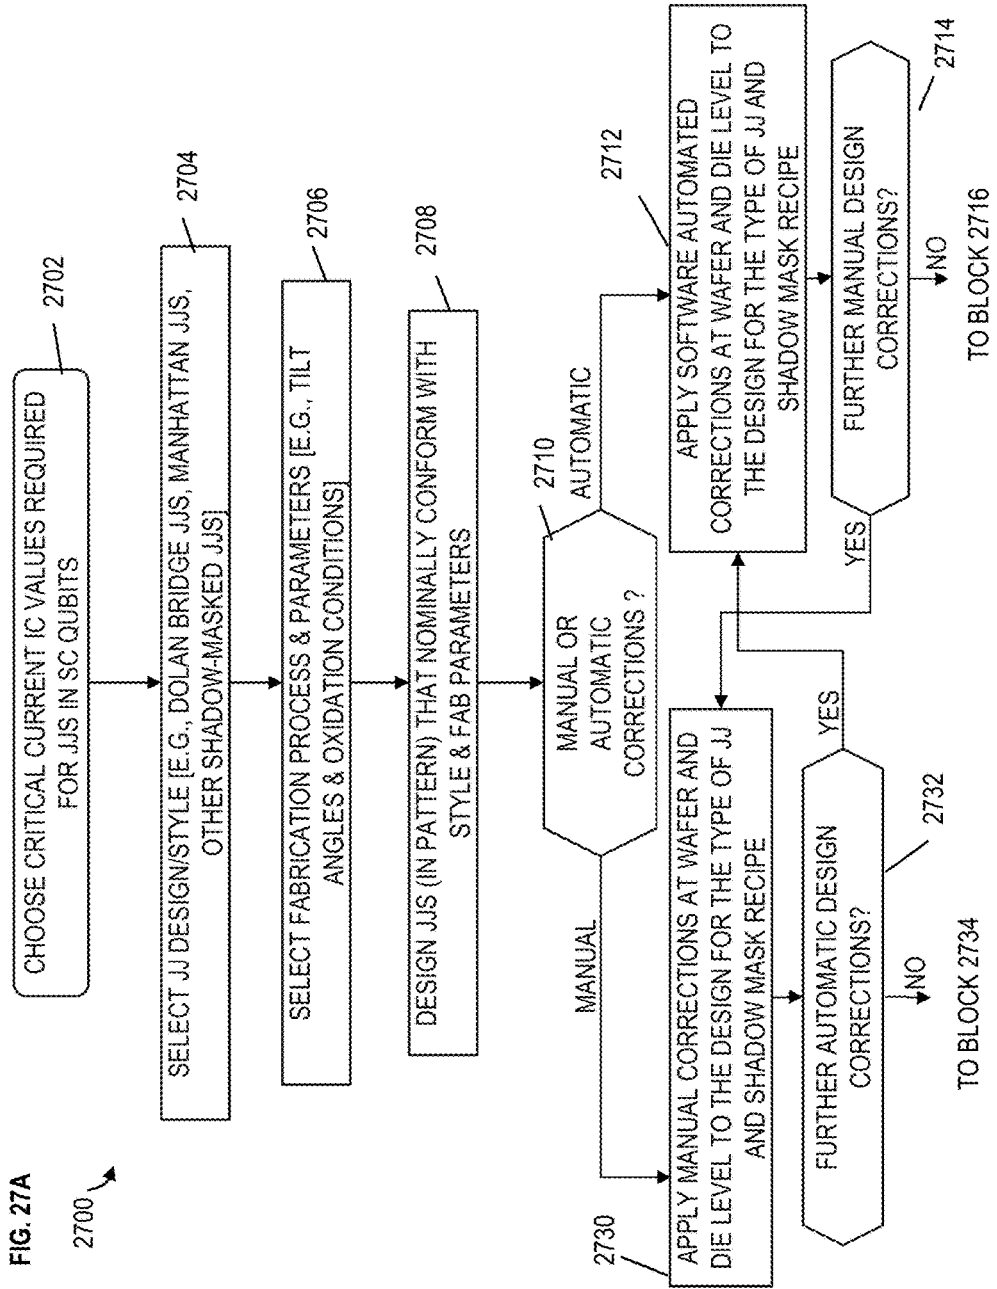 FIG. 27A
2700
CHOOSE CRITICAL CURRENT IC VALUES REQUIRED
FOR JJS IN SC QUBITS
2702
SELECT JJ DESIGN/STYLE [E.G., DOLAN BRIDGE JJS, MANHATTAN JJS,
OTHER SHADOW-MASKED JJS]
2704
SELECT FABRICATION PROCESS & PARAMETERS [E.G., TILT
ANGLES & OXIDATION CONDITIONS]
2706
DESIGN JJS (IN PATTERN) THAT NOMINALLY CONFORM WITH
STYLE & FAB PARAMETERS
2708
MANUAL OR
AUTOMATIC
CORRECTIONS ?
2710
MANUAL
AUTOMATIC
2730
APPLY MANUAL CORRECTIONS AT WAFER AND
DIE LEVEL TO THE DESIGN FOR THE TYPE OF JJ
AND SHADOW MASK RECIPE
APPLY SOFTWARE AUTOMATED
CORRECTIONS AT WAFER AND DIE LEVEL TO
THE DESIGN FOR THE TYPE OF JJ AND
SHADOW MASK RECIPE
2712
FURTHER AUTOMATIC DESIGN
CORRECTIONS?
2732
YES
NO
TO BLOCK 2734
FURTHER MANUAL DESIGN
CORRECTIONS?
2714
YES
NO
TO BLOCK 2716